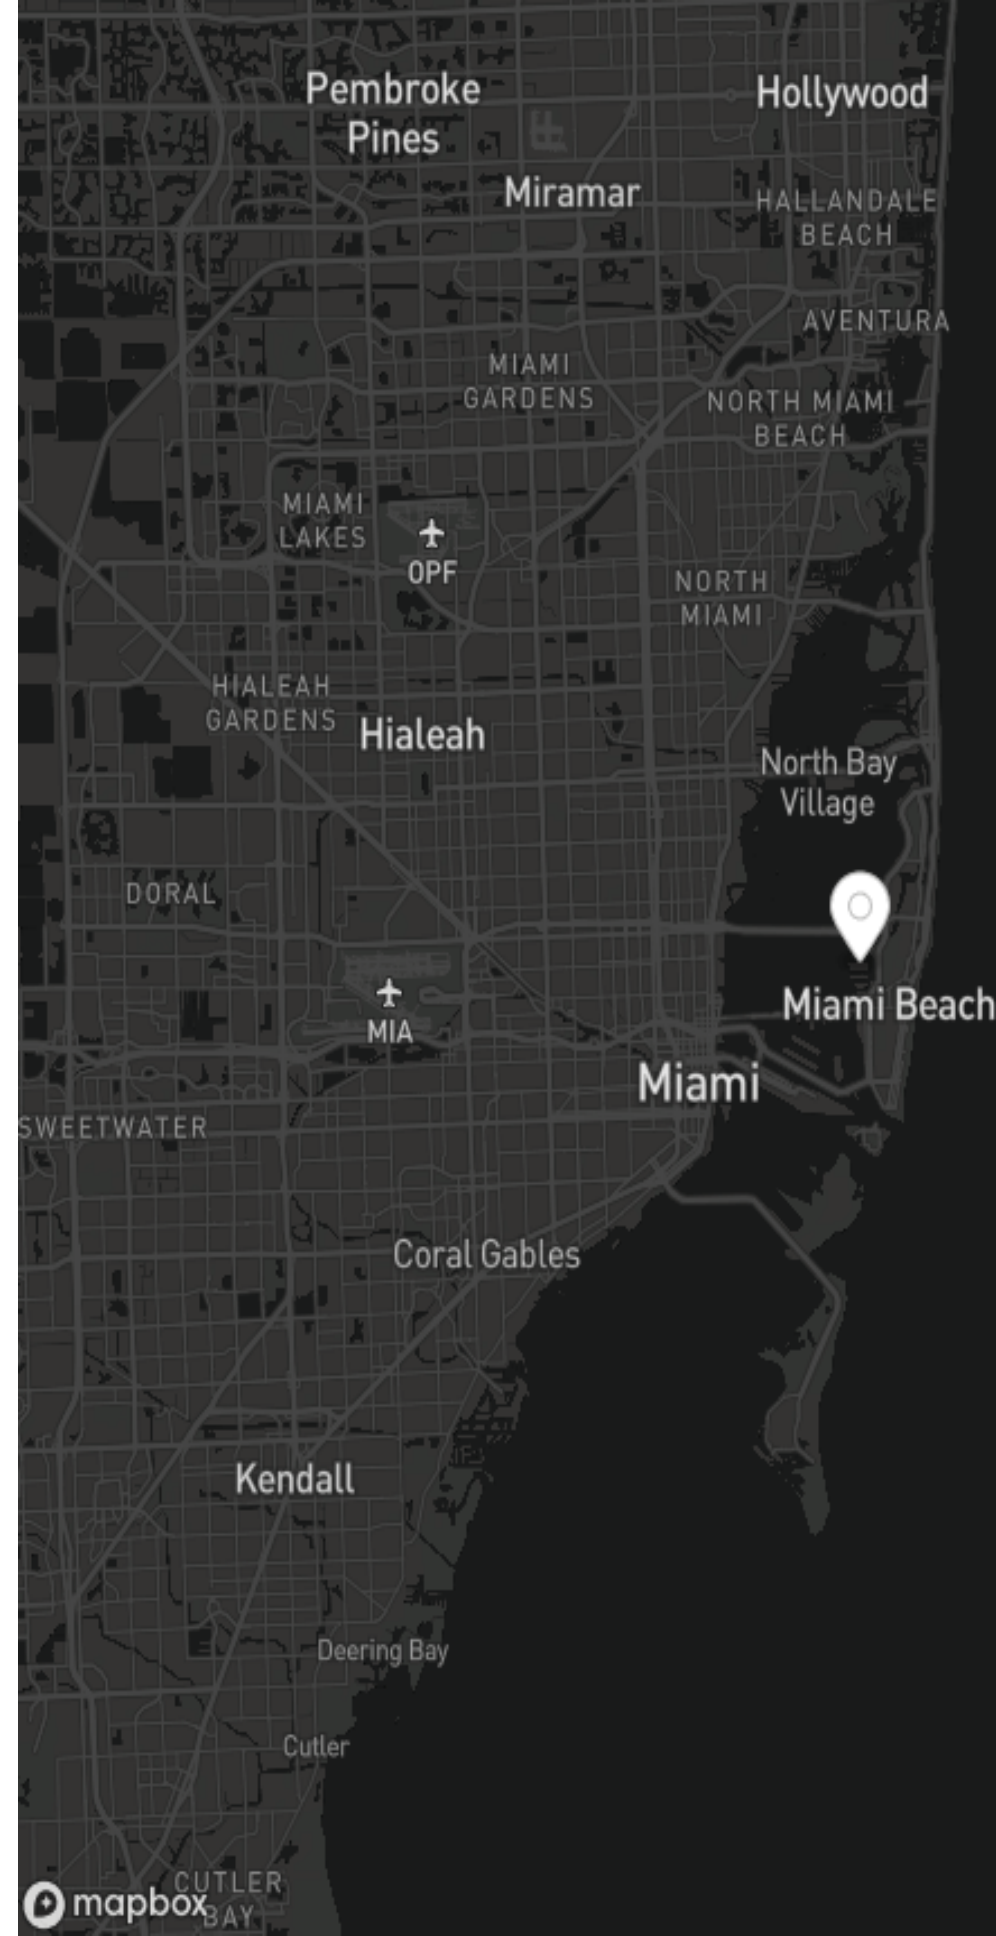 Pembroke
Pines
Hollywood
Miramar
HALLANDALE
BEACH
AVENTURA
MIAMI
GARDENS
NORTH MIAMI
BEACH
MIAMI
LAKES
OPF
NORTH
MIAMI
HIALEAH
GARDENS
Hialeah
North Bay
Village
DORAL
MIA
Miami Beach
Miami
SWEETWATER
Coral Gables
Kendall
Deering Bay
Cutler
CUTLER
BAY
mapbox